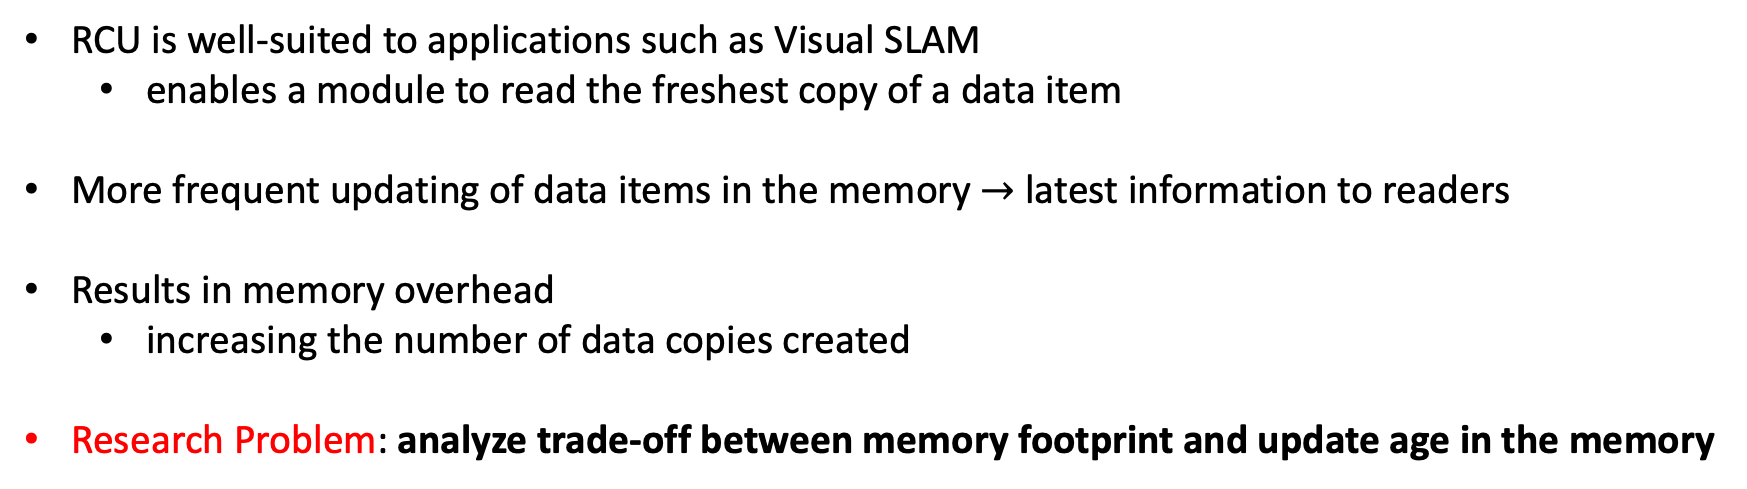 • RCU is well-suited to applications such as Visual SLAM
• enables a module to read the freshest copy of a data item
• More frequent updating of data items in the memory → latest information to readers
• Results in memory overhead
• increasing the number of data copies created
• Research Problem: analyze trade-off between memory footprint and update age in the memory